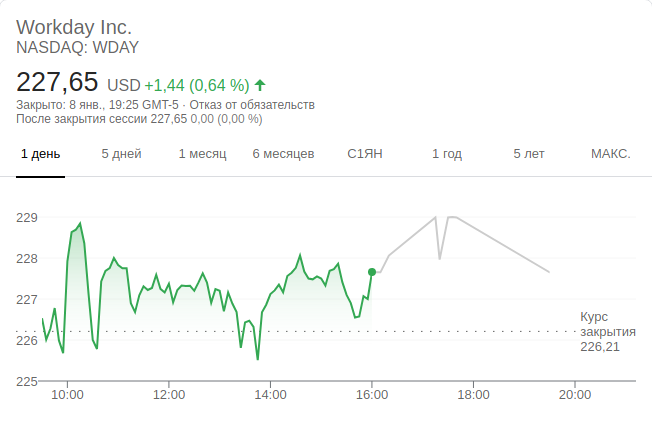 Workday Inc.
NASDAQ: WDAY
227,65 USD +1,44 (0,64 %)
Закрыто: 8 янв., 19:25 GMT-5 · Отказ от обязательств
После закрытия сессии 227,65 0,00 (0,00 %)
1 день 5 дней 1 месяц 6 месяцев С1ЯН 1 год 5 лет МАКС.
229
228
227
226
225
Курс
закрытия
226,21
10:00 12:00 14:00 16:00 18:00 20:00